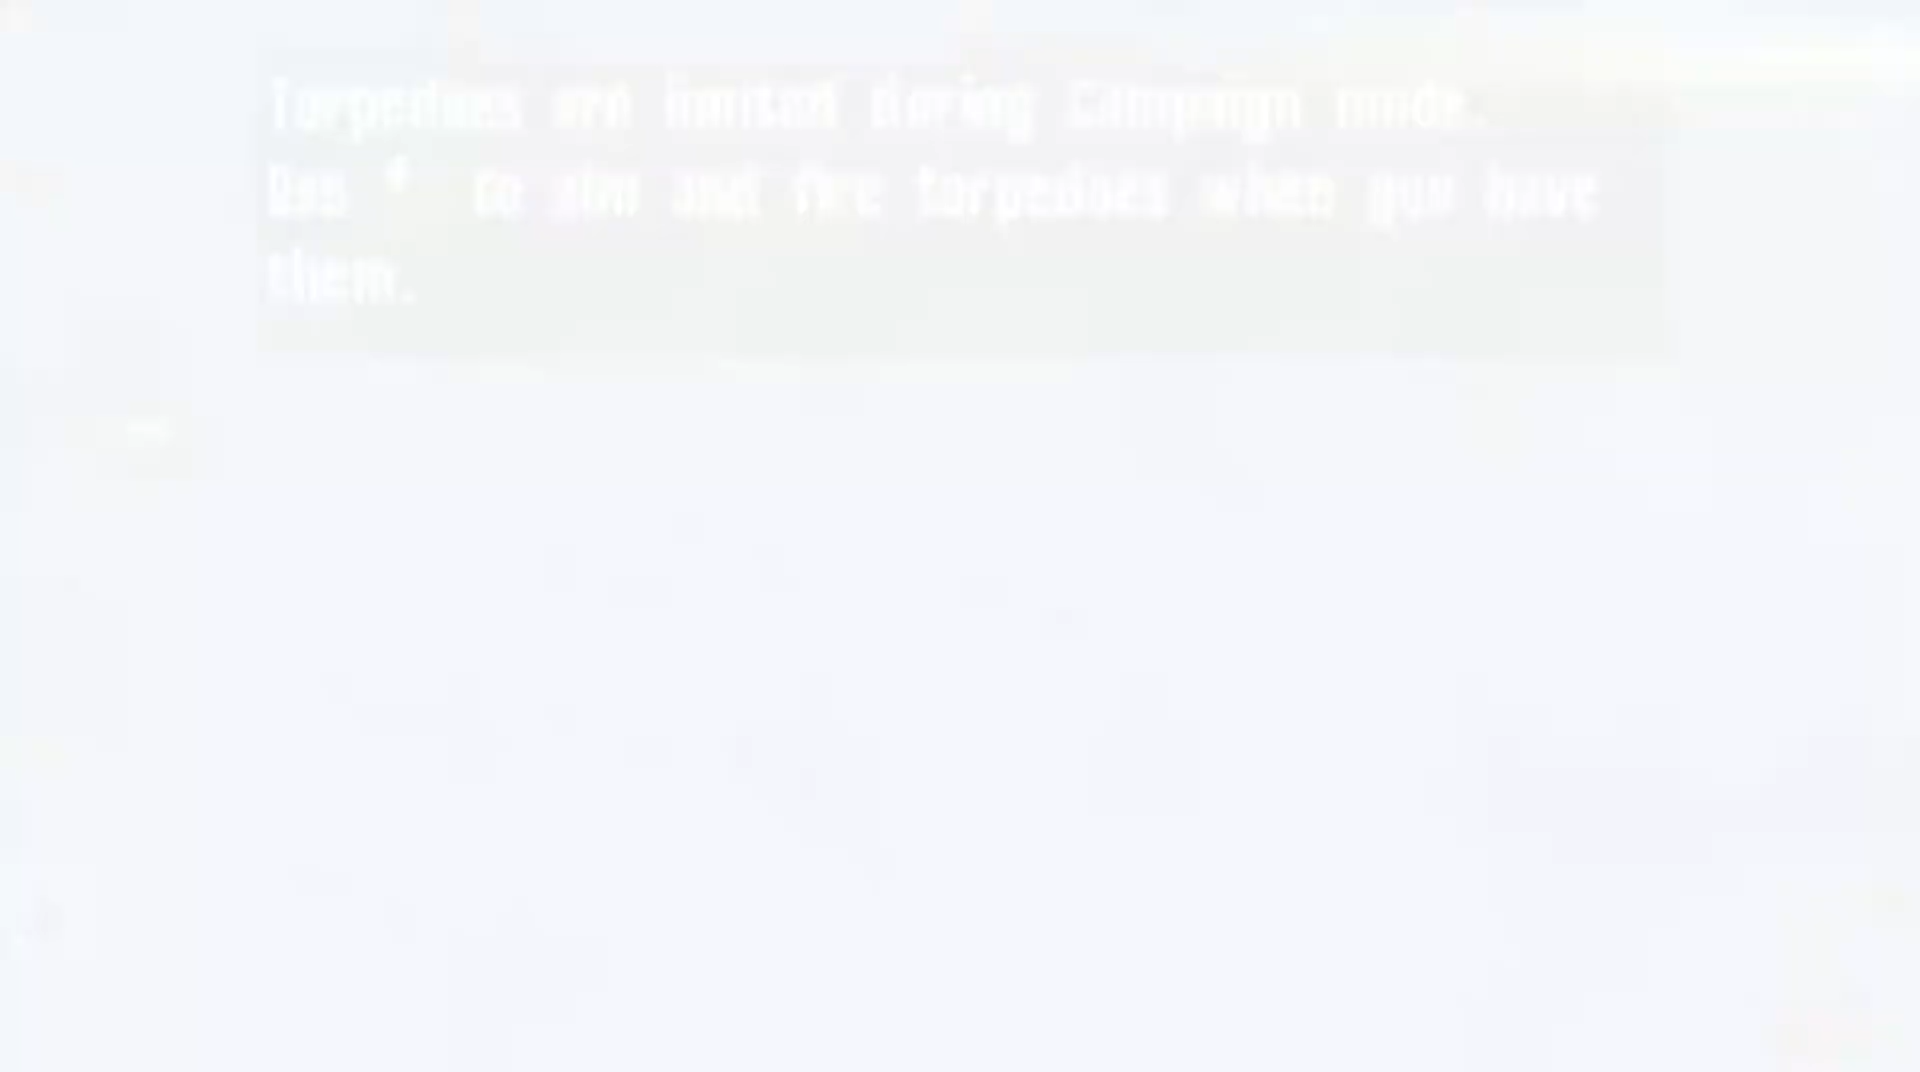 Torpedoes are limited during Campaign mode.
Use to aim and fire torpedoes when you have
them.